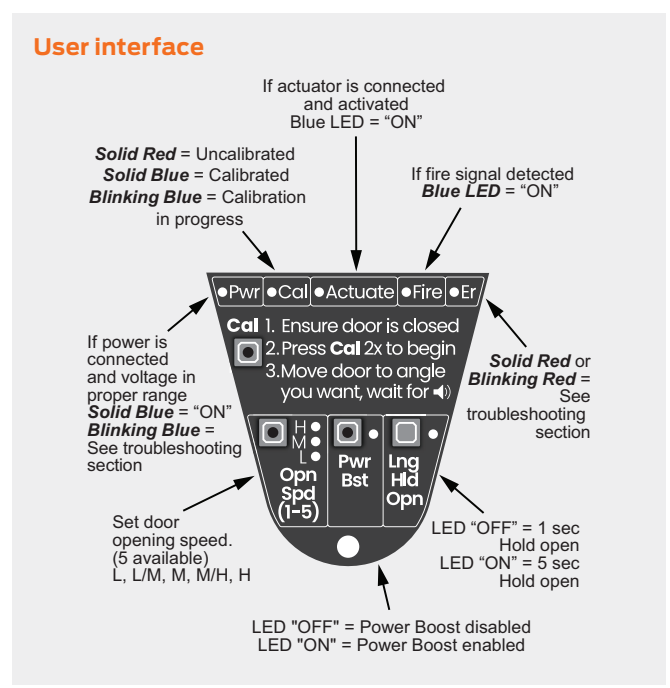 User interface
If actuator is connected
and activated
Blue LED = “ON”
Solid Red = Uncalibrated
Solid Blue = Calibrated
Blinking Blue = Calibration
in progress
If fire signal detected
Blue LED = “ON”
Pwr Cal Actuate Fire Er
Cal 1. Ensure door is closed
2. Press Cal 2x to begin
3. Move door to angle
you want, wait for
If power is
connected
and voltage in
proper range
Solid Blue = “ON”
Blinking Blue =
See troubleshooting
section
Solid Red or
Blinking Red =
See
troubleshooting
section
H
M
L
Opn
Spd
(1-5)
Pwr
Bst
Lng
Hld
Opn
Set door
opening speed.
(5 available)
L, L/M, M, M/H, H
LED “OFF” = 1 sec
Hold open
LED “ON” = 5 sec
Hold open
LED "OFF" = Power Boost disabled
LED "ON" = Power Boost enabled